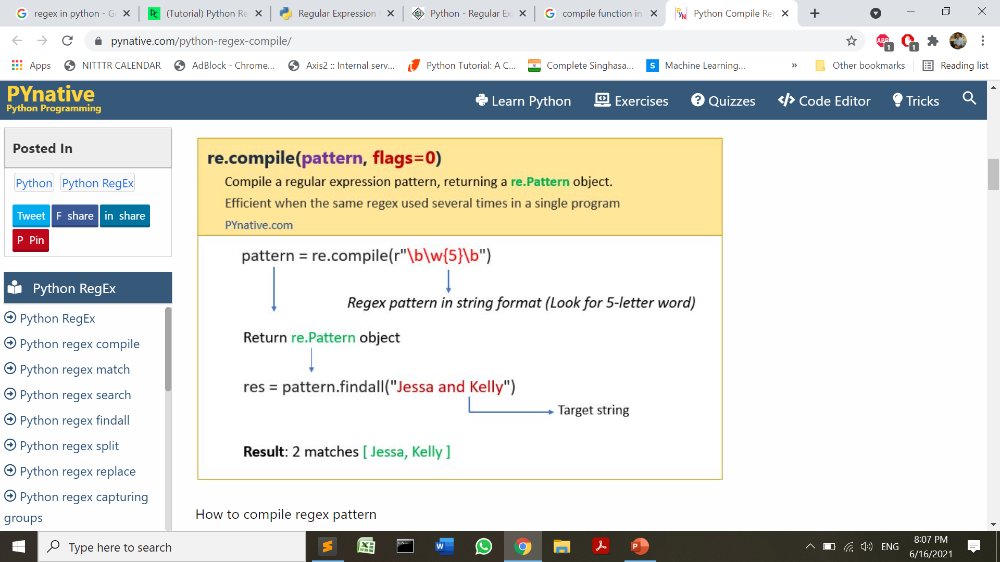 regex in python - G
(Tutorial) Python Re
Regular Expression
Python - Regular Ex
compile function in
Python Compile Re
pynative.com/python-regex-compile/
ABP
1
1
Apps
NITTTR CALENDAR
AdBlock - Chrome...
Axis2 :: Internal serv...
Python Tutorial: A C...
Complete Singhasa...
S
Machine Learning...
»
Other bookmarks
Reading list
PYnative
Python Programming
Learn Python
Exercises
Quizzes
Code Editor
Tricks
Posted In
Python
Python RegEx
Tweet
F share
in share
P Pin
Python RegEx
Python RegEx
Python regex compile
Python regex match
Python regex search
Python regex findall
Python regex split
Python regex replace
Python regex capturing
groups
re.compile(pattern, flags=0)
Compile a regular expression pattern, returning a re.Pattern object.
Efficient when the same regex used several times in a single program
PYnative.com
pattern = re.compile(r"\b\w{5}\b")
Regex pattern in string format (Look for 5-letter word)
Return re.Pattern object
res = pattern.findall("Jessa and Kelly")
Target string
Result: 2 matches [ Jessa, Kelly ]
How to compile regex pattern
Type here to search
ENG
8:07 PM
6/16/2021